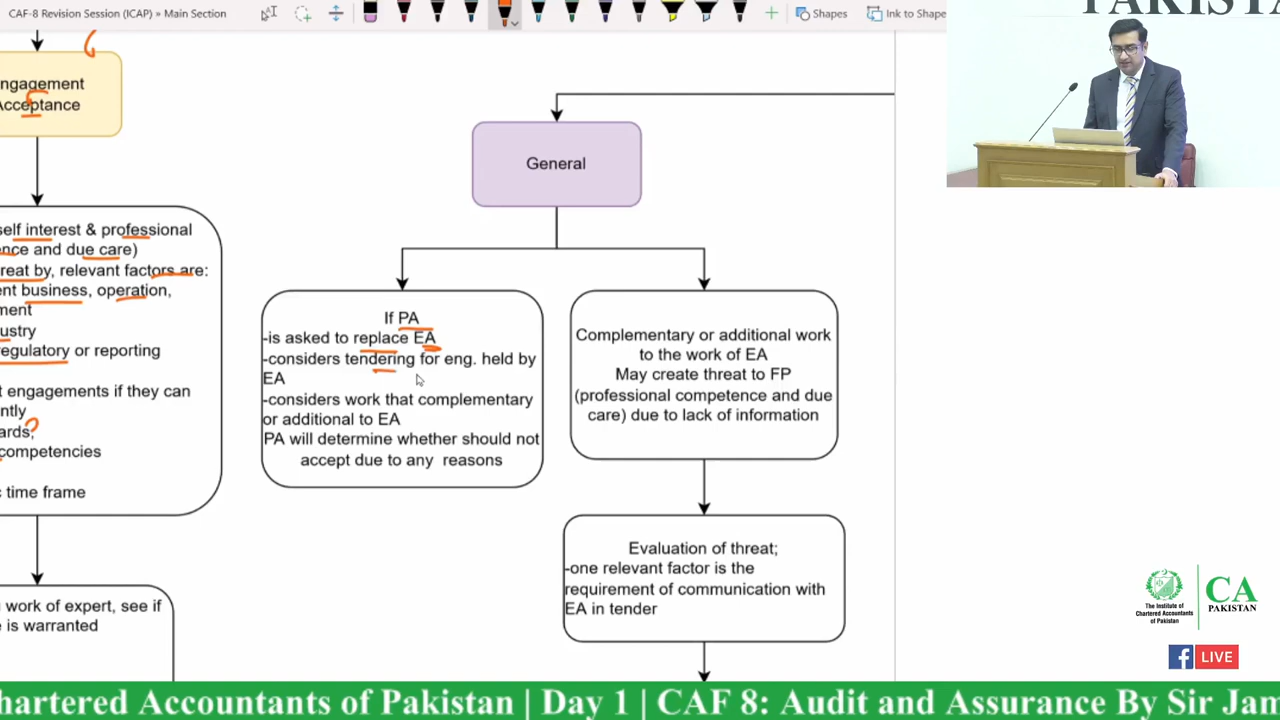 CAF-8 Revision Session (ICAP) » Main Section
Shapes
Ink to Shape
PAKISTA
ngagement
Acceptance
General
self interest & professional
nce and due care)
reat by, relevant factors are:
ent business, operation,
ment
ustry
regulatory or reporting
t engagements if they can
ntly
ards;
competencies
c time frame
If PA
-is asked to replace EA
-considers tendering for eng. held by
EA
-considers work that complementary
or additional to EA
PA will determine whether should not
accept due to any reasons
Complementary or additional work
to the work of EA
May create threat to FP
(professional competence and due
care) due to lack of information
Evaluation of threat;
-one relevant factor is the
requirement of communication with
EA in tender
work of expert, see if
e is warranted
The Institute of
Chartered Accountants
of Pakistan
CA
PAKISTAN
f LIVE
hartered Accountants of Pakistan | Day 1 | CAF 8: Audit and Assurance By Sir Jam